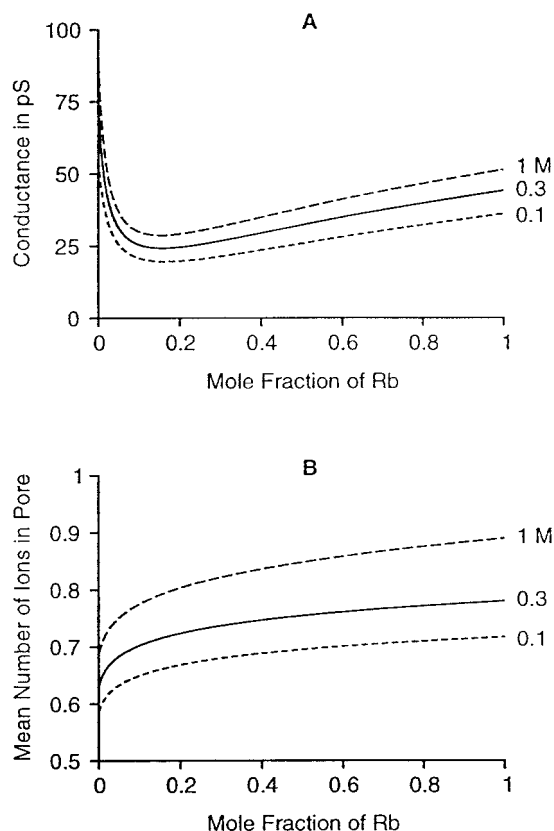 A
100
75
50
25
0
Conductance in pS
1 M
0.3
0.1
0 0.2 0.4 0.6 0.8 1
Mole Fraction of Rb
B
1
0.9
0.8
0.7
0.6
0.5
Mean Number of Ions in Pore
1 M
0.3
0.1
0 0.2 0.4 0.6 0.8 1
Mole Fraction of Rb